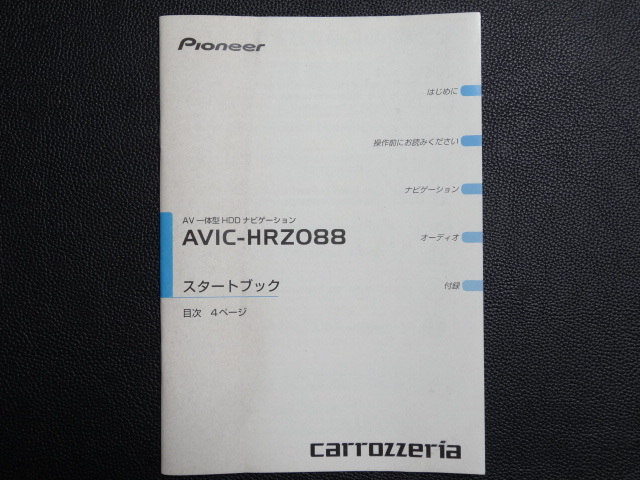 Pioneer
はじめに
操作前にお読みください
ナビゲーション
AV 一体型 HDD ナビゲーション
AVIC-HRZ088
オーディオ
スタートブック
付録
目次 4ページ
carrozzeria